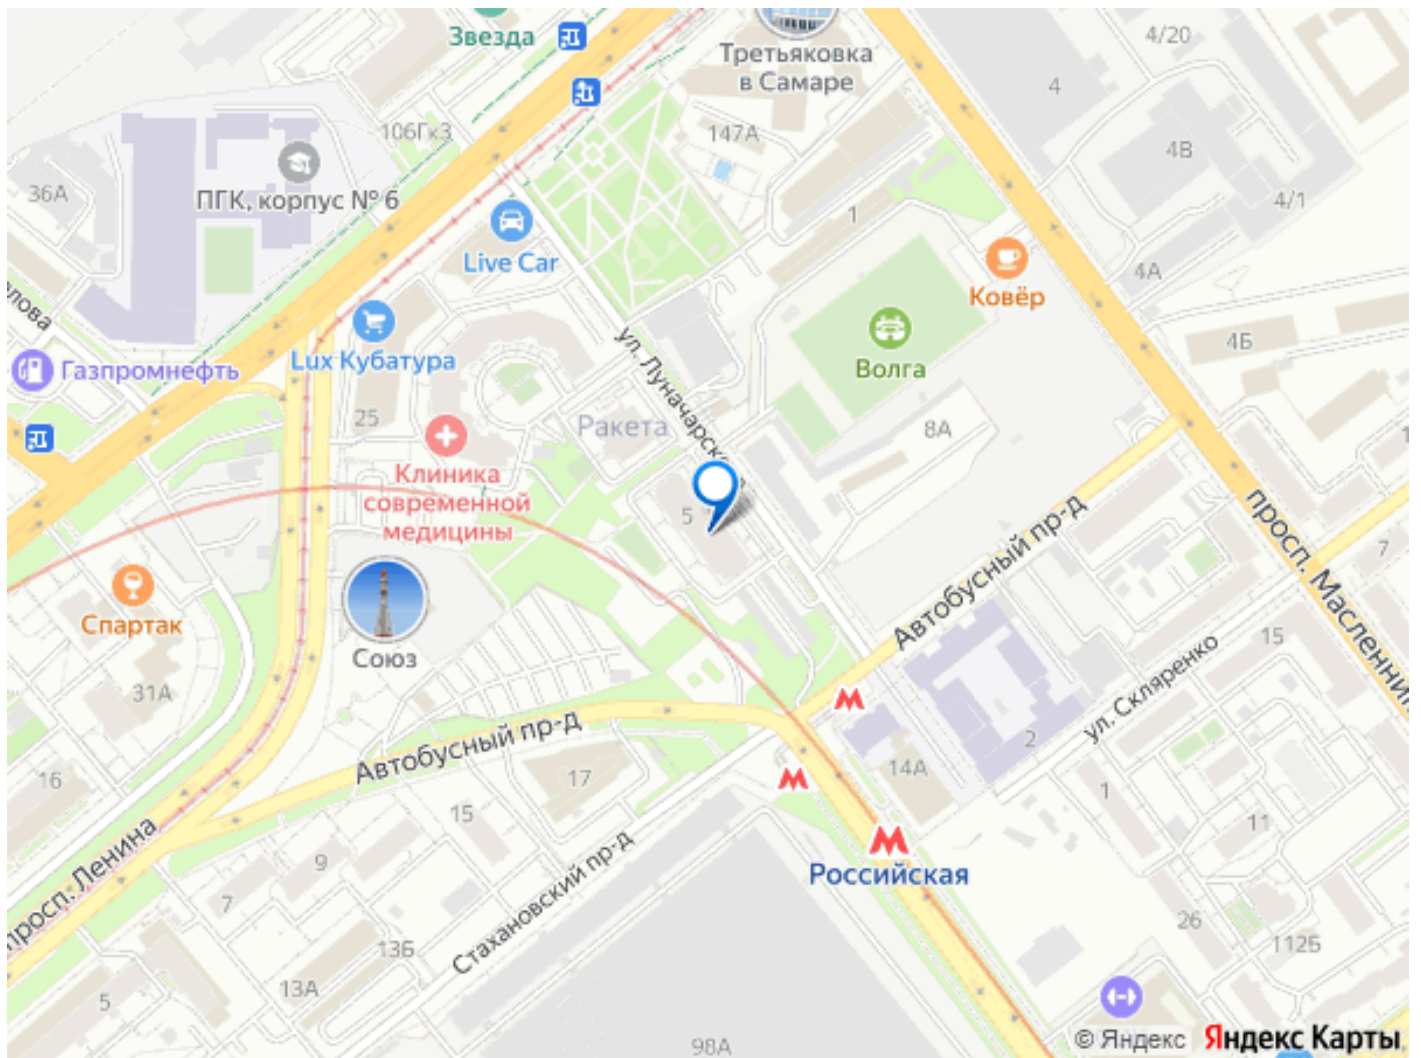 Звезда
Третьяковка
в Самаре
4/20
4
106Гк3
147А
4В
36А
ПГК, корпус № 6
4/1
1
Live Car
4А
Ковёр
ул. Луначарского
Lux Кубатура
Газпромнефть
Волга
4Б
25
Ракета
8А
Клиника
современной
медицины
5
просп. Масленник
7
Автобусный пр-д
Спартак
Союз
15
31А
ул. Скляренко
2
Автобусный пр-д
16
17
14А
1
15
11
просп. Ленина
9
Стахановский пр-д
Российская
7
26
13Б
112Б
13А
5
98А
© Яндекс Яндекс Карты